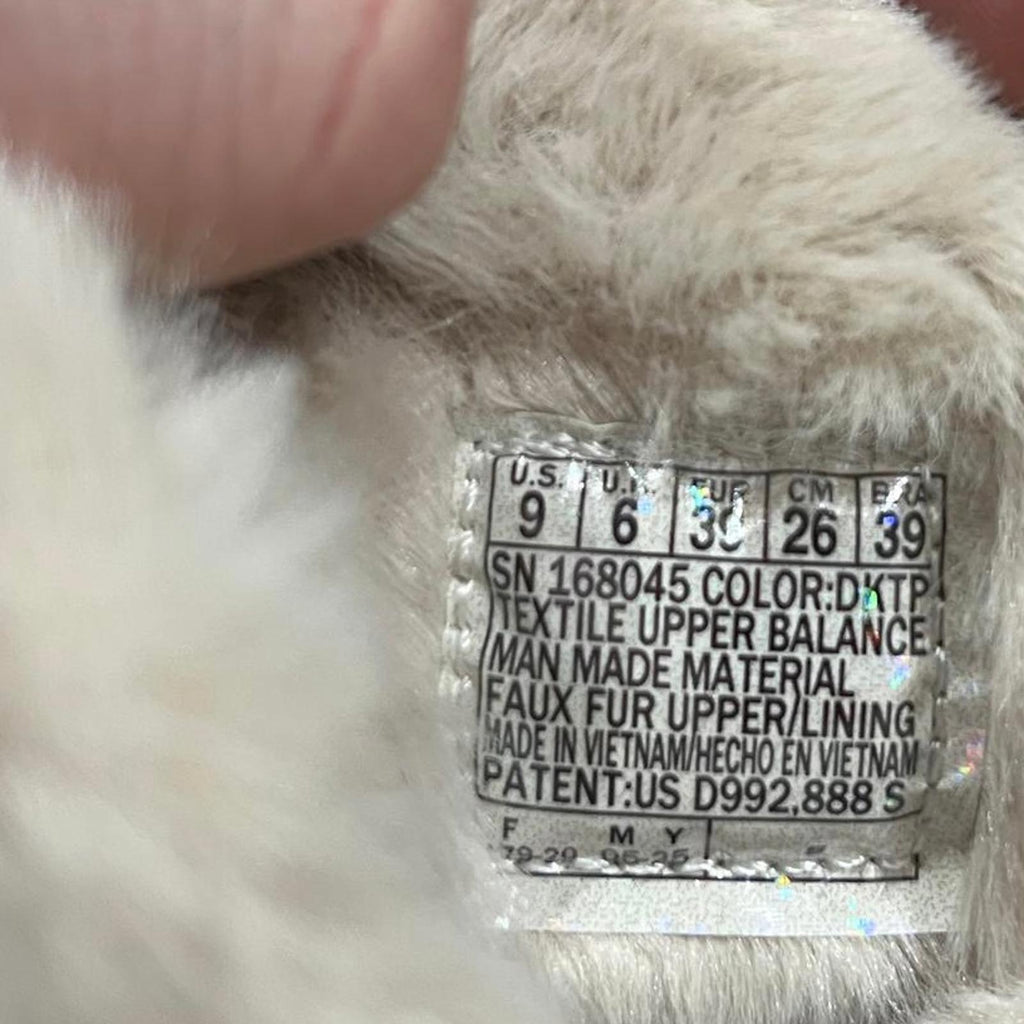 U.S. U.K. EUR CM BRA
9 6 39 26 39
SN 168045 COLOR:DKTP
TEXTILE UPPER BALANCE
MAN MADE MATERIAL
FAUX FUR UPPER/LINING
MADE IN VIETNAM/HECHO EN VIETNAM
PATENT:US D992,888 S
F M Y